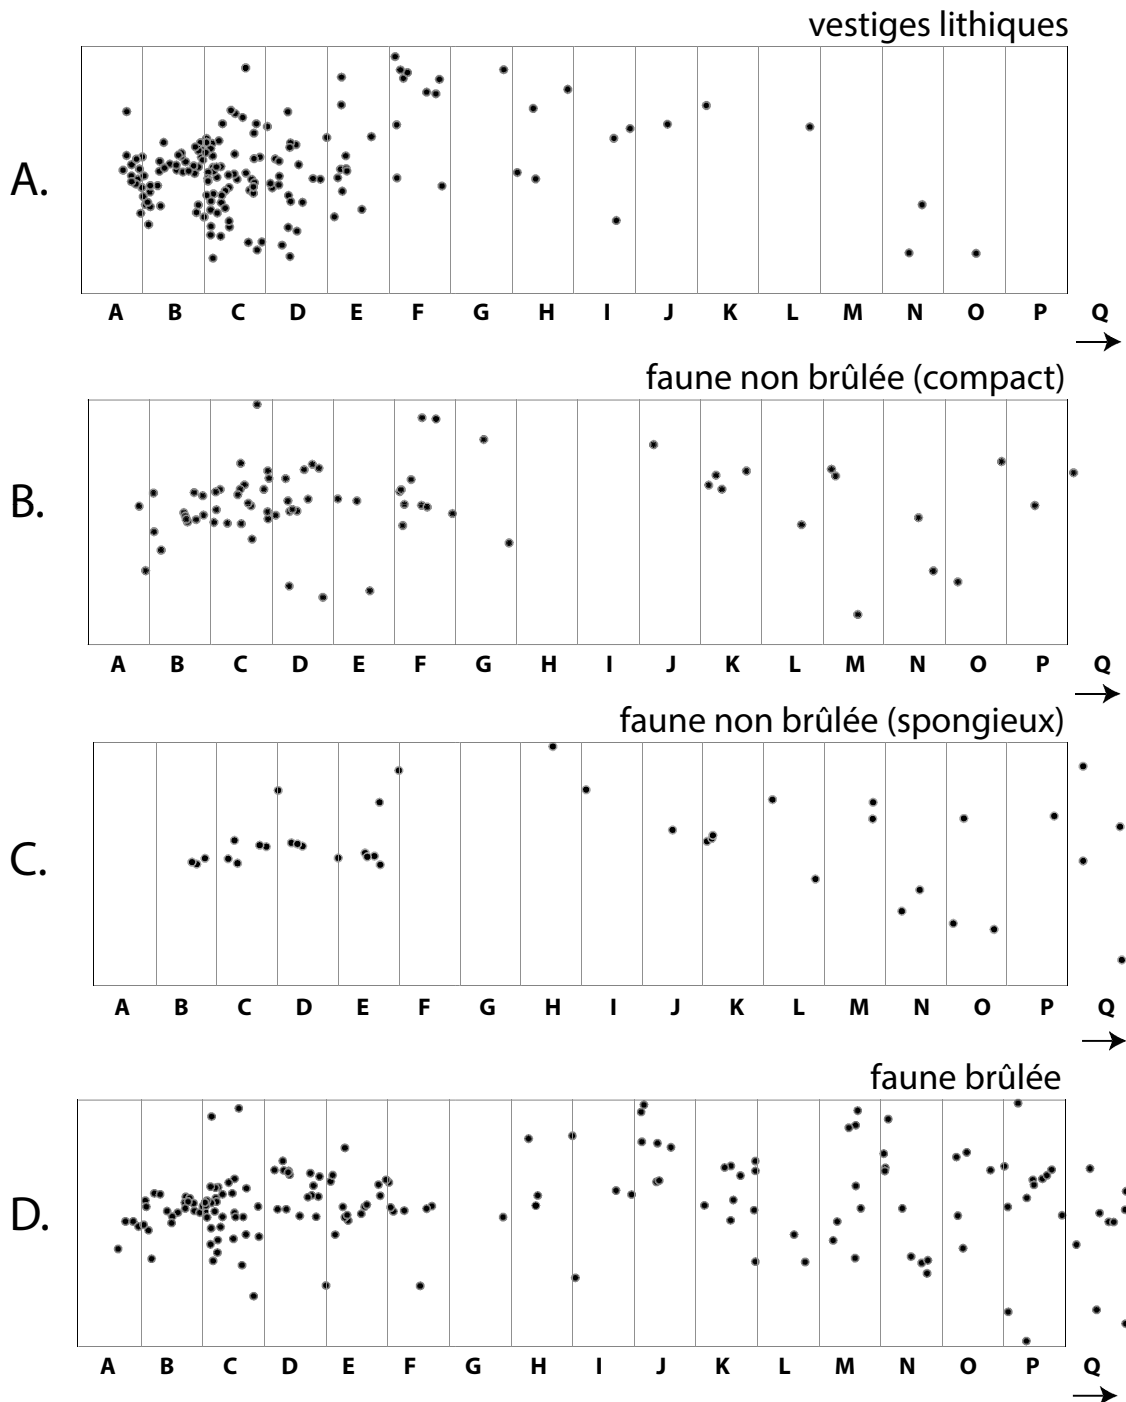 vestiges lithiques
A.
A B C D E F G H I J K L M N O P Q
faune non brûlée (compact)
B.
A B C D E F G H I J K L M N O P Q
faune non brûlée (spongieux)
C.
A B C D E F G H I J K L M N O P Q
faune brûlée
D.
A B C D E F G H I J K L M N O P Q